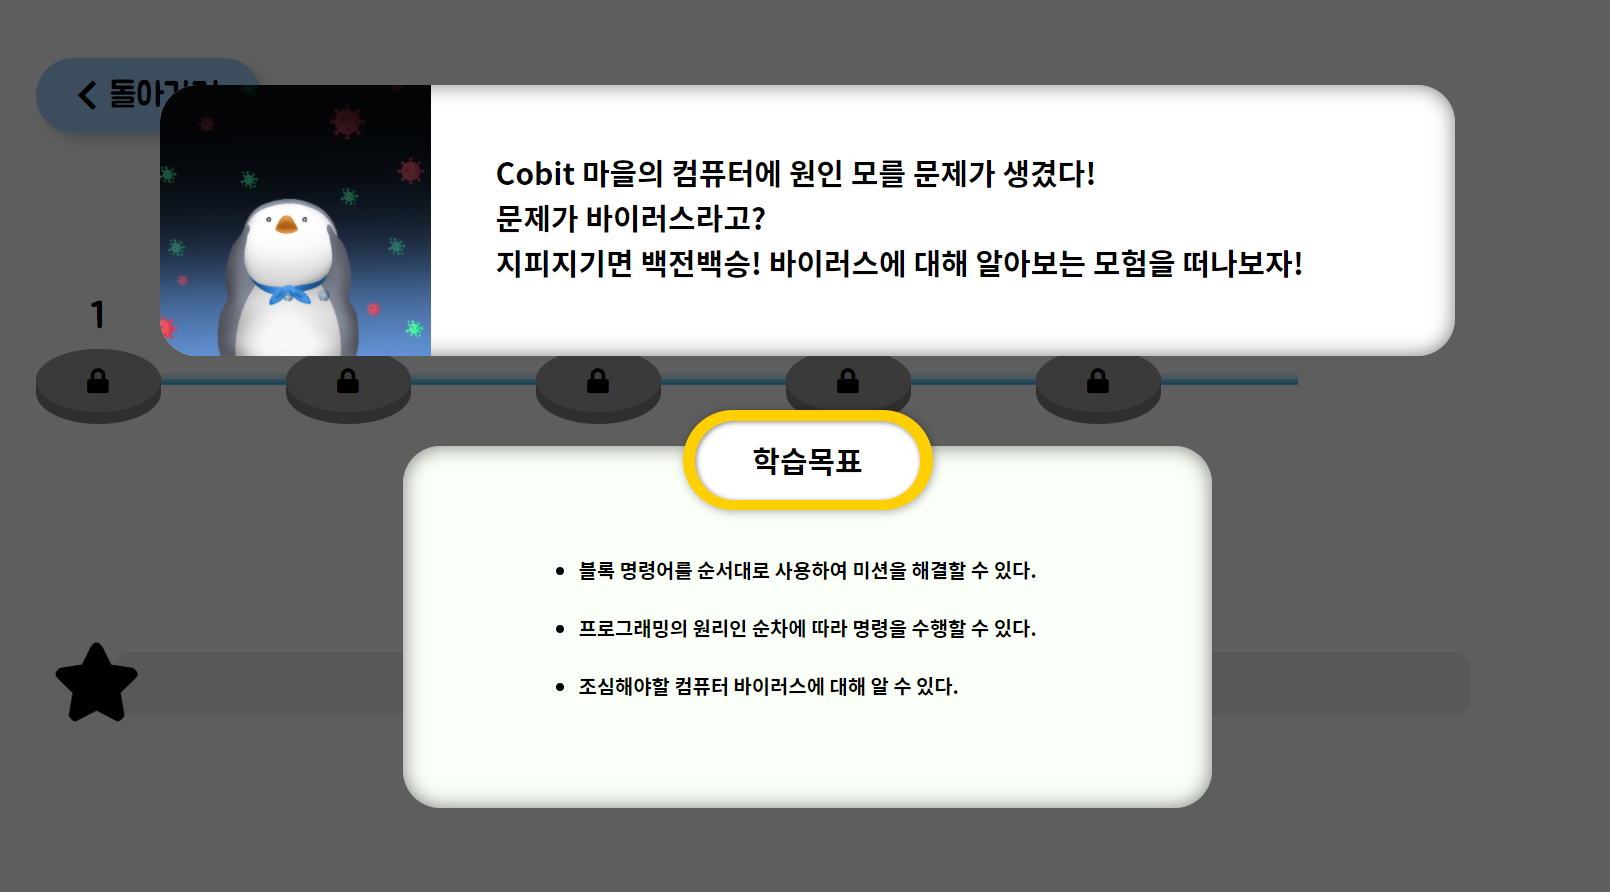 Cobit 마을의 컴퓨터에 원인 모를 문제가 생겼다!
문제가 바이러스라고?
지피지기면 백전백승! 바이러스에 대해 알아보는 모험을 떠나보자!
1
학습목표
블록 명령어를 순서대로 사용하여 미션을 해결할 수 있다.
프로그래밍의 원리인 순차에 따라 명령을 수행할 수 있다.
조심해야할 컴퓨터 바이러스에 대해 알 수 있다.